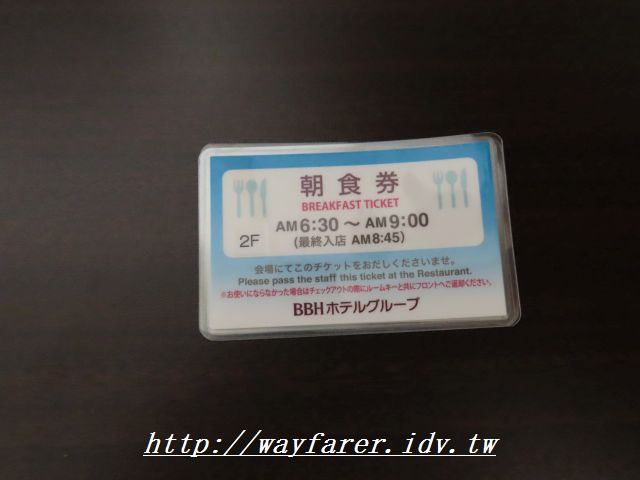 朝食券
BREAKFAST TICKET
AM6:30 ～ AM9:00
2F
(最終入店 AM8:45)
会場にてこのチケットをおだしくださいませ。
Please pass the staff this ticket at the Restaurant.
※お使いにならなかった場合はチェックアウトの際にルームキーと共にフロントへご返却ください。
BBHホテルグループ
http://wayfarer.idv.tw